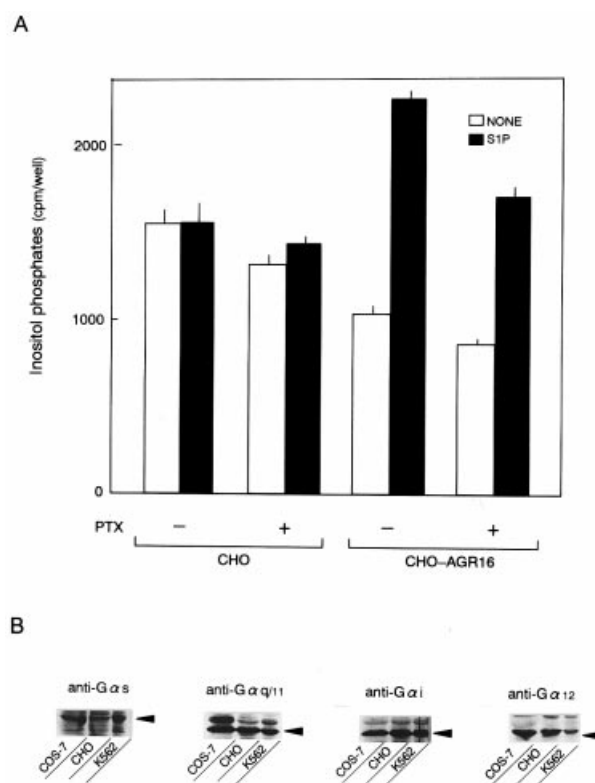 A
Inositol phosphates (cpm/well)
2000
1000
0
NONE
S1P
PTX − + − +
CHO CHO–AGR16
B
anti-Gαs anti-Gαq/11 anti-Gαi anti-Gα12
COS-7 CHO K562 COS-7 CHO K562 COS-7 CHO K562 COS-7 CHO K562